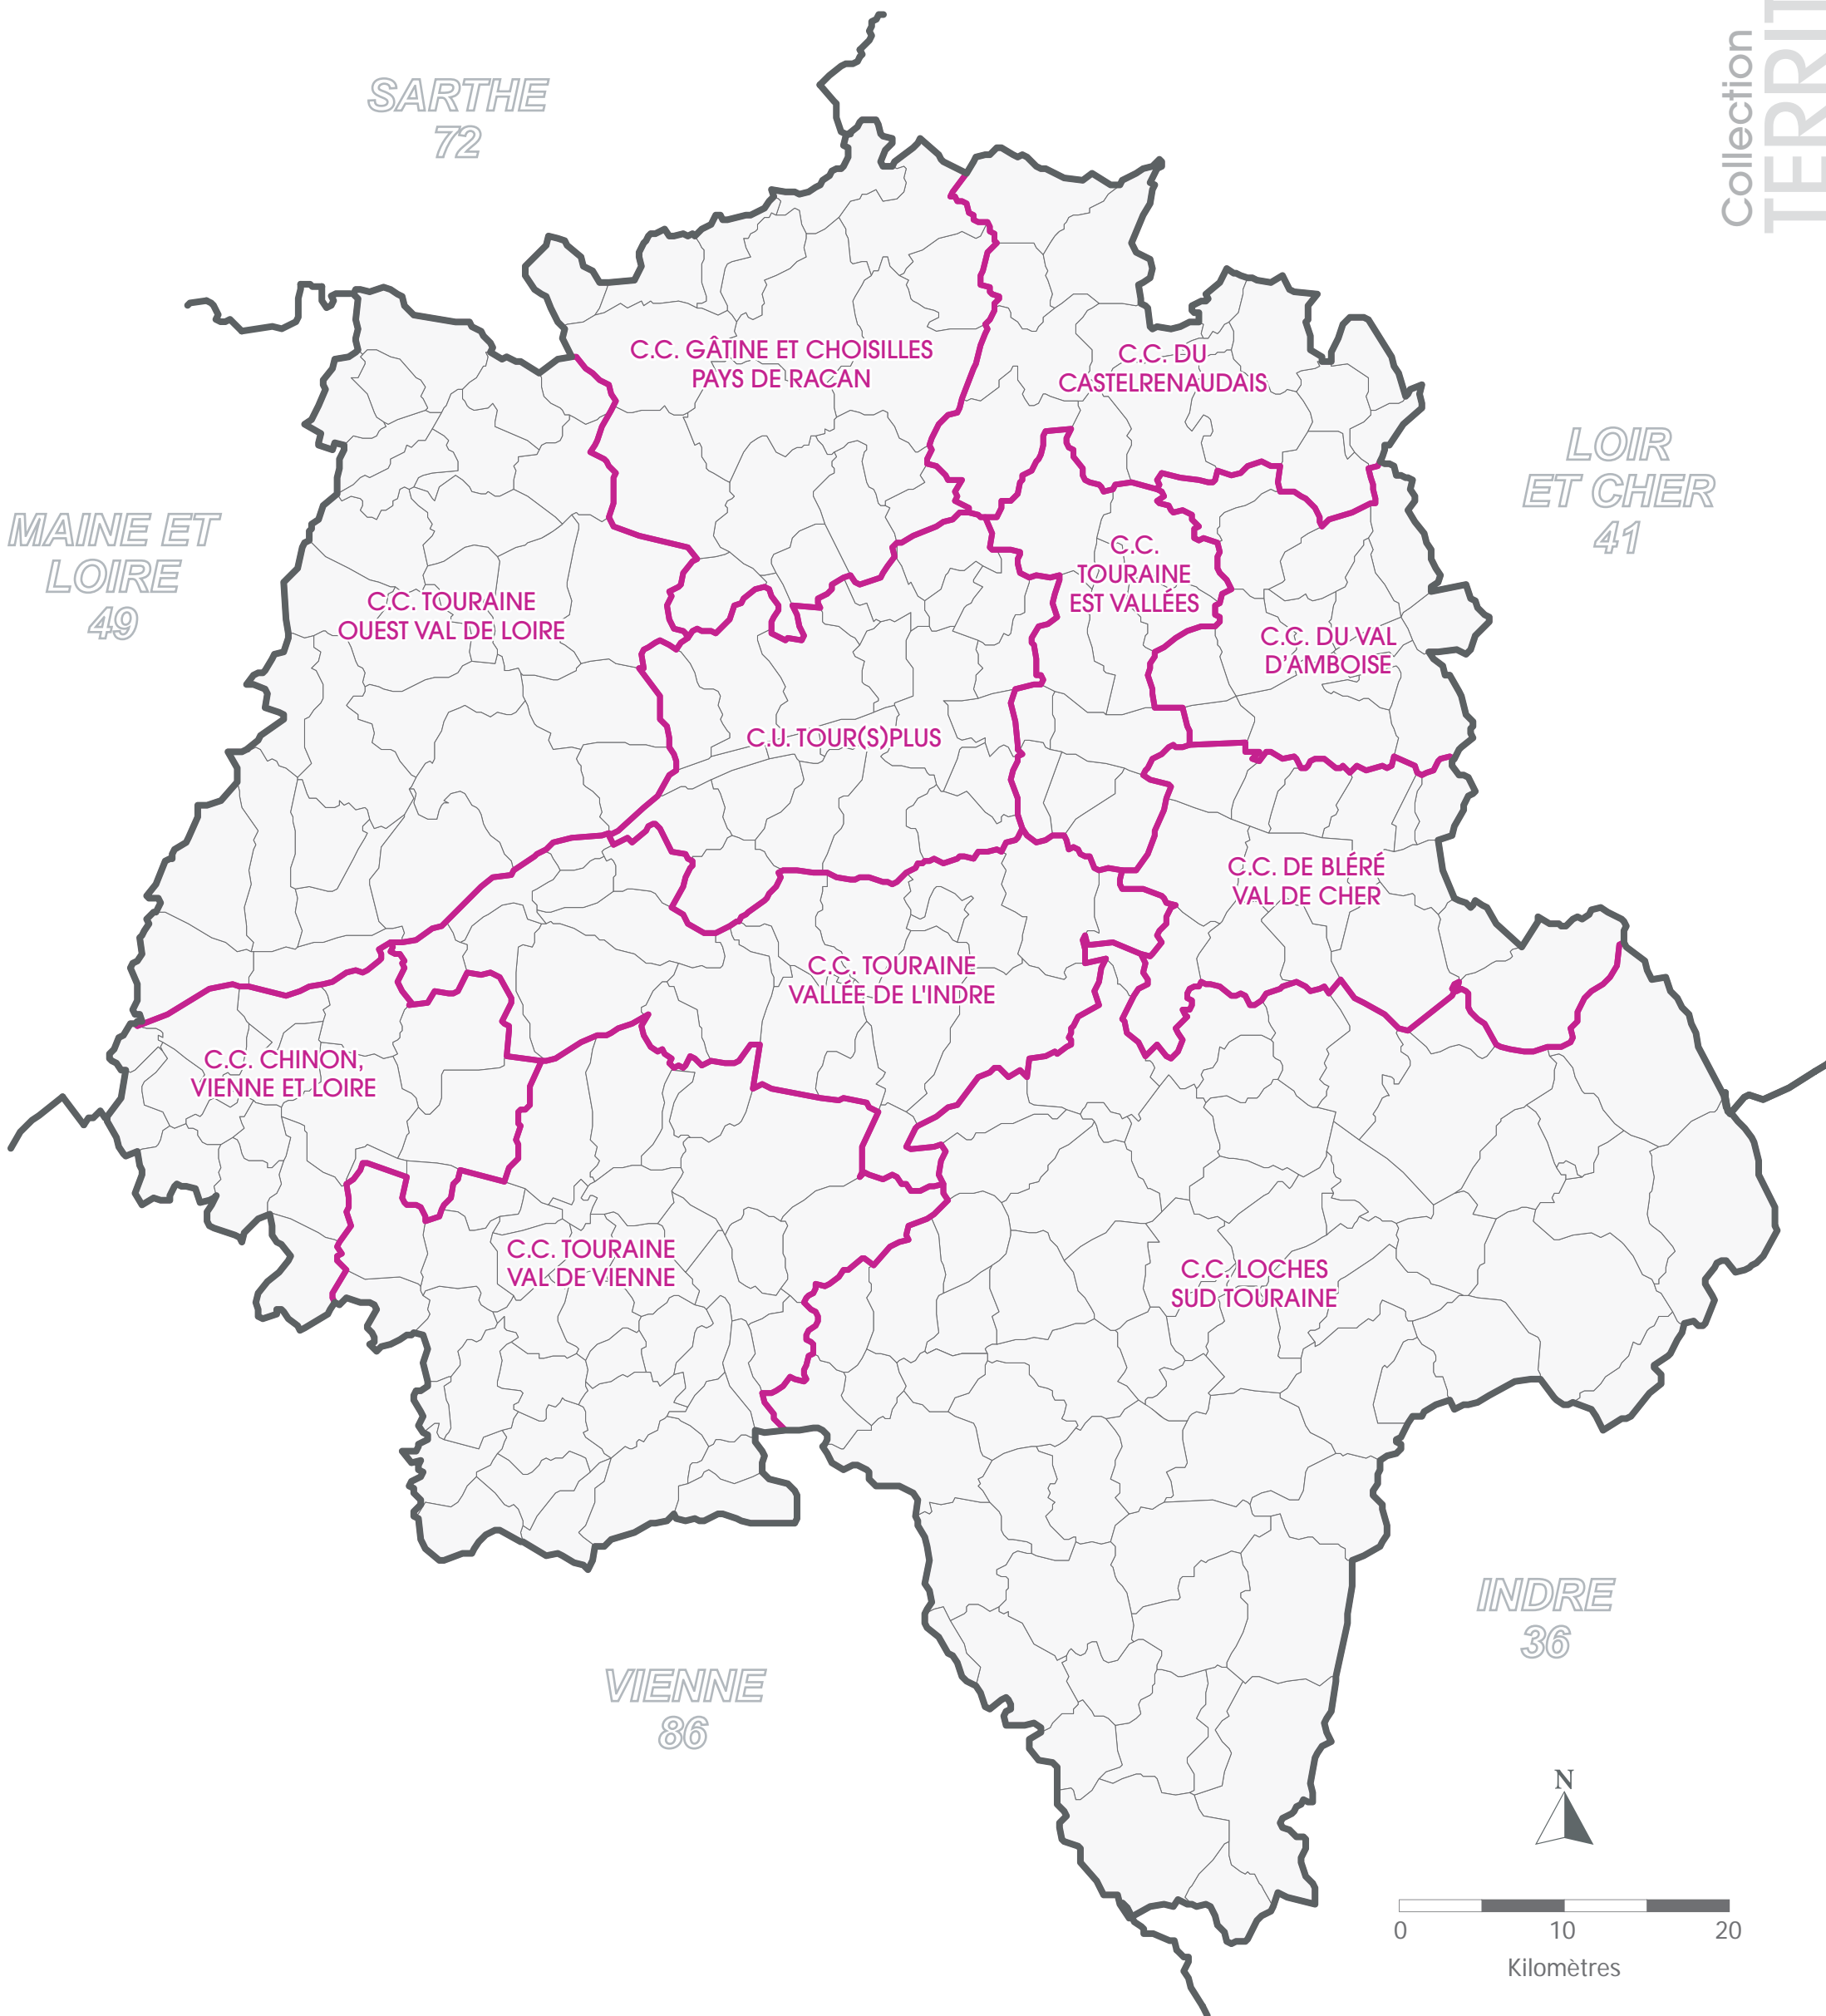 Collection
SARTHE
72
C.C. GÂTINE ET CHOISILLES
PAYS DE RACAN
C.C. DU
CASTELRENAUDAIS
LOIR
ET CHER
41
MAINE ET
LOIRE
49
C.C.
TOURAINE
EST VALLÉES
C.C. TOURAINE
OUEST VAL DE LOIRE
C.C. DU VAL
D'AMBOISE
C.U. TOUR(S)PLUS
C.C. DE BLÉRÉ
VAL DE CHER
C.C. TOURAINE
VALLÉE DE L'INDRE
C.C. CHINON,
VIENNE ET LOIRE
C.C. TOURAINE
VAL DE VIENNE
C.C. LOCHES
SUD TOURAINE
INDRE
36
VIENNE
86
N
0 10 20
Kilomètres